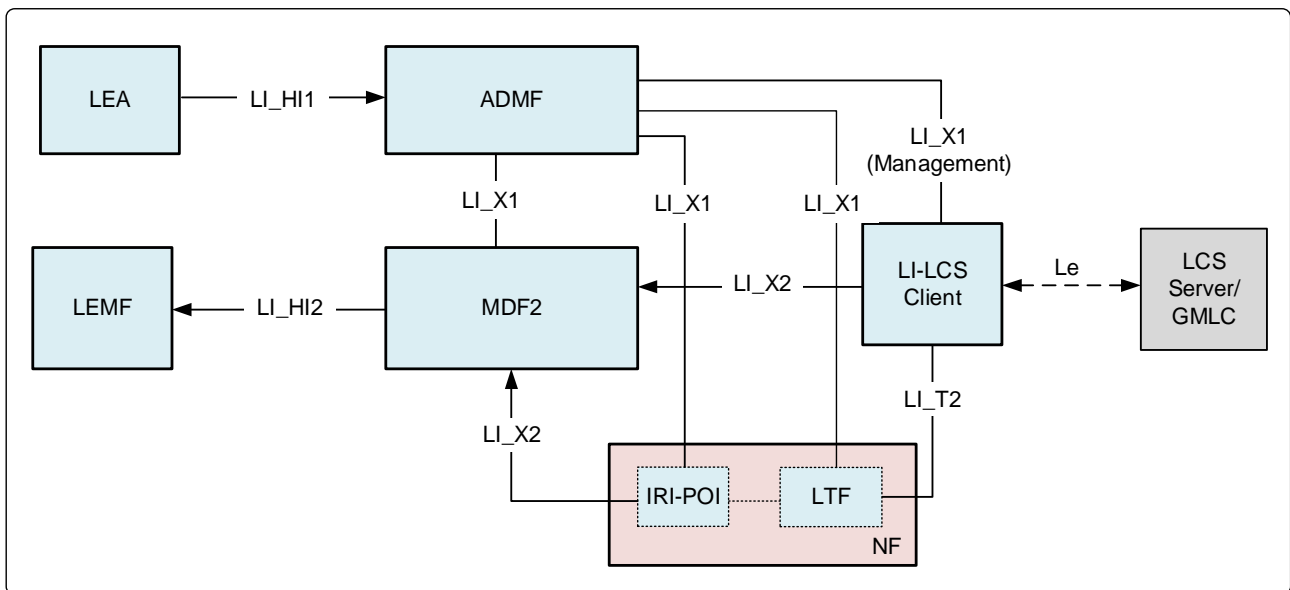 LEA
LI_HI1
ADMF
LI_X1
(Management)
LI_X1
LI_X1
LI_X1
LEMF
LI_HI2
MDF2
LI_X2
LI-LCS
Client
Le
LCS
Server/
GMLC
LI_T2
LI_X2
IRI-POI
LTF
NF